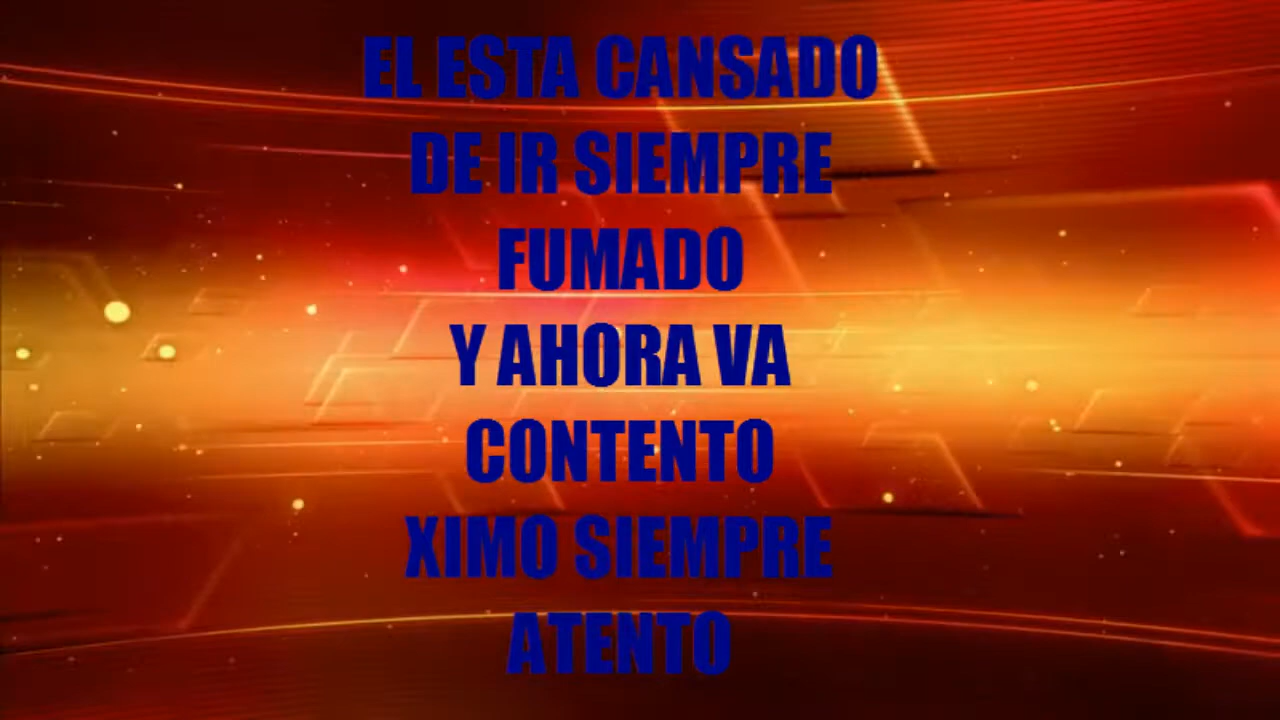 EL ESTA CANSADO
DE IR SIEMPRE
FUMADO
Y AHORA VA
CONTENTO
XIMO SIEMPRE
ATENTO